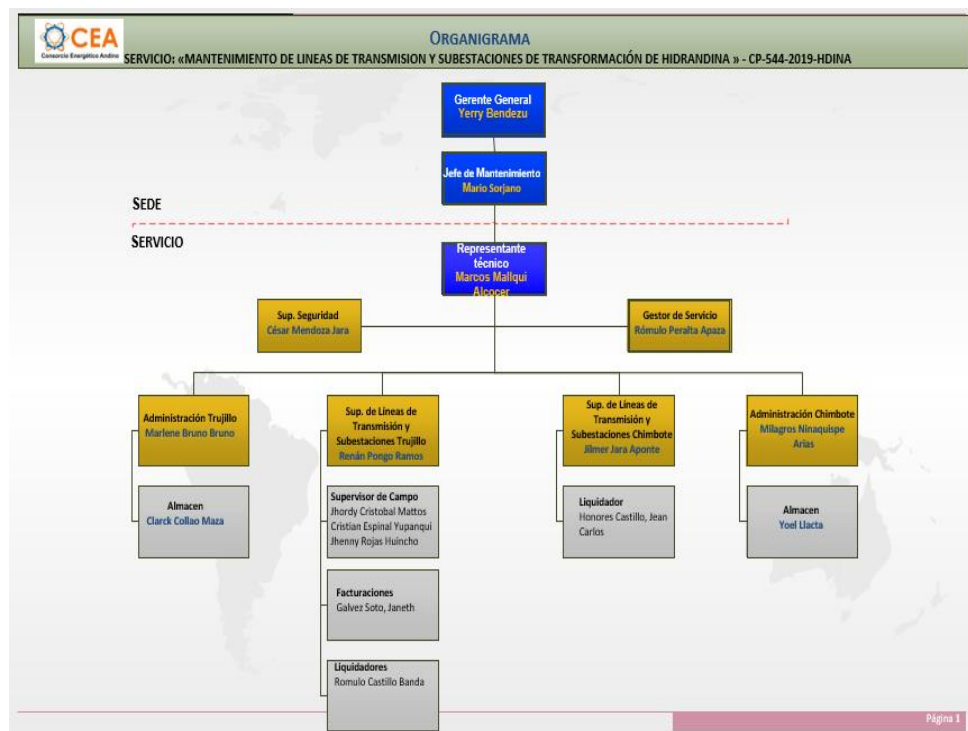 CEA
Consorcio Energético Andino
ORGANIGRAMA
SERVICIO: «MANTENIMIENTO DE LINEAS DE TRANSMISION Y SUBESTACIONES DE TRANSFORMACIÓN DE HIDRANDINA » - CP-544-2019-HDINA
Gerente General
Yerry Bendezu
Jefe de Mantenimiento
Mario Sorjano
SEDE
SERVICIO
Representante
técnico
Marcos Mallqui
Alcocer
Sup. Seguridad
César Mendoza Jara
Gestor de Servicio
Rómulo Peralta Apaza
Administración Trujillo
Marlene Bruno Bruno
Sup. de Líneas de
Transmisión y
Subestaciones Trujillo
Renán Pongo Ramos
Sup. de Líneas de
Transmisión y
Subestaciones Chimbote
Jilmer Jara Aponte
Administración Chimbote
Milagros Ninaquispe
Arias
Almacen
Clarck Collao Maza
Supervisor de Campo
Jhordy Cristobal Mattos
Cristian Espinal Yupanqui
Jhenny Rojas Huincho
Liquidador
Honores Castillo, Jean
Carlos
Almacen
Yoel Llacta
Facturaciones
Galvez Soto, Janeth
Liquidadores
Romulo Castillo Banda
Página 1